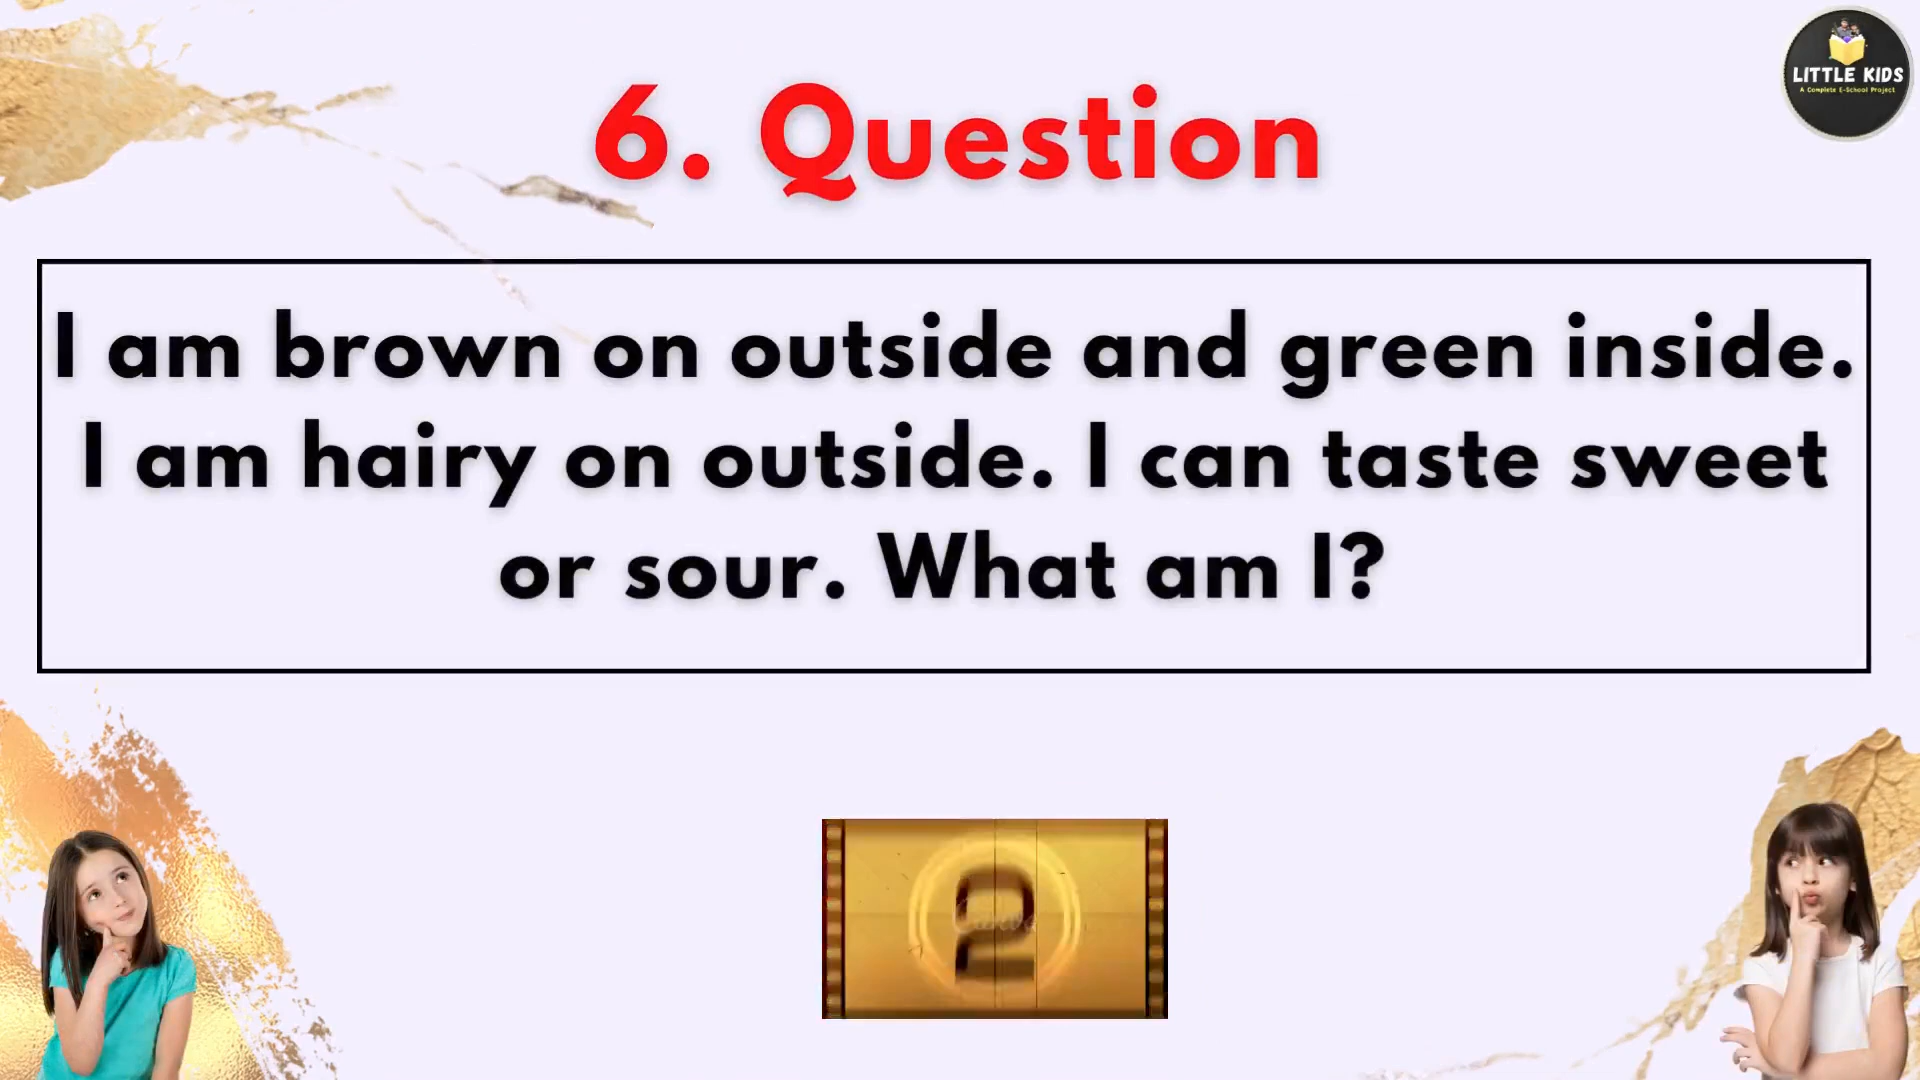 LITTLE KIDS
A Complete E-School Project
6. Question
I am brown on outside and green inside.
I am hairy on outside. I can taste sweet
or sour. What am I?
2